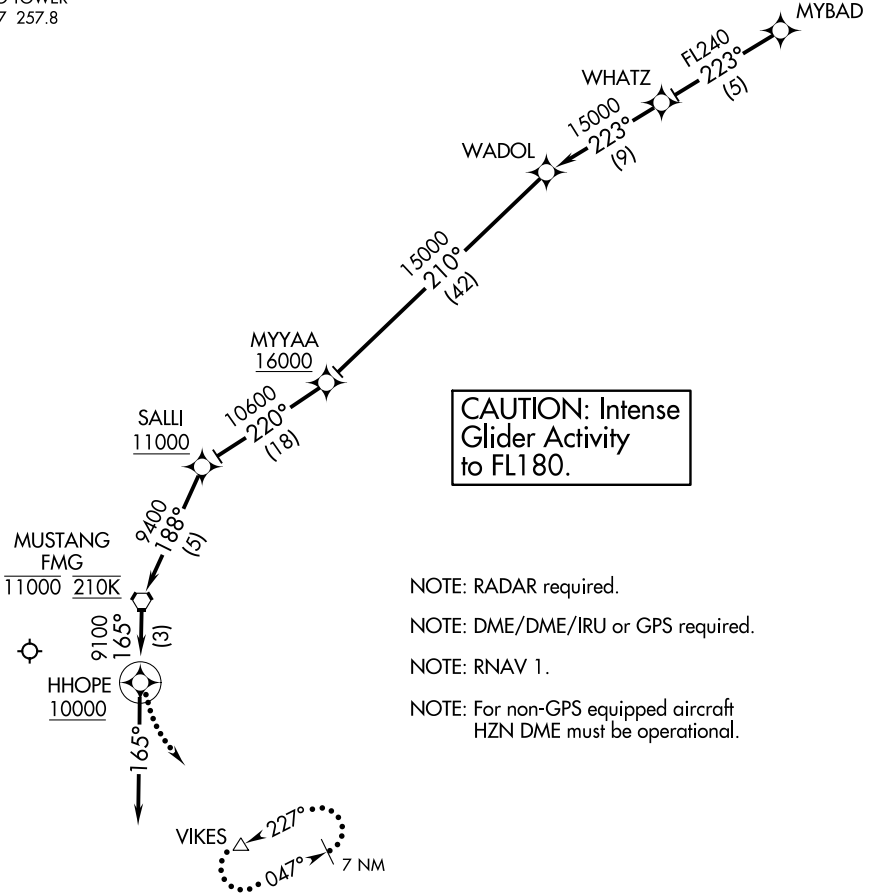 7 257.8
MYBAD
FL240
223°
(5)
WHATZ
15000
223°
(9)
WADOL
15000
210°
(42)
MYYAA
16000
10600
220°
(18)
SALLI
11000
CAUTION: Intense
Glider Activity
to FL180.
9400
188°
(5)
MUSTANG
FMG
11000 210K
9100
165°
(3)
HHOPE
10000
165°
NOTE: RADAR required.
NOTE: DME/DME/IRU or GPS required.
NOTE: RNAV 1.
NOTE: For non-GPS equipped aircraft
HZN DME must be operational.
VIKES
227°
047°
7 NM